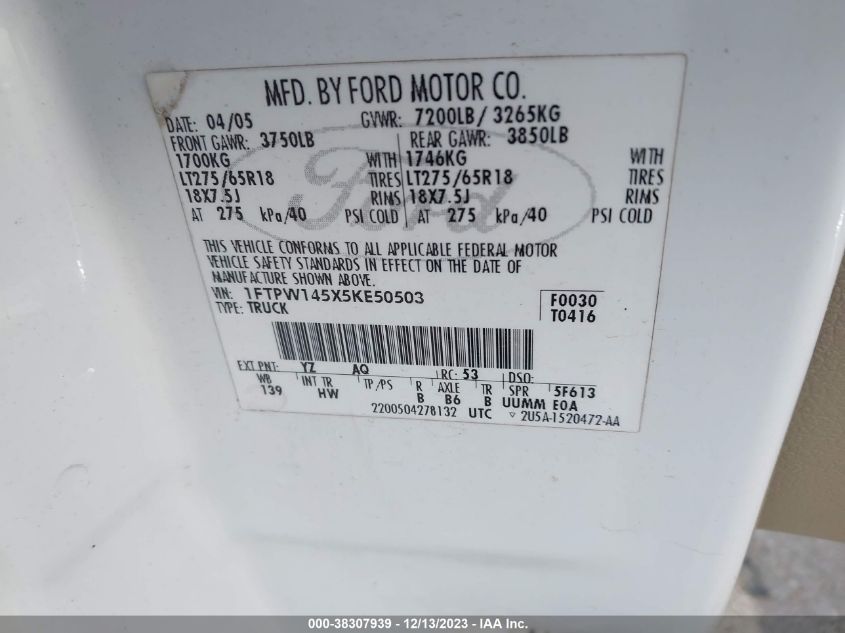 MFD. BY FORD MOTOR CO.
DATE: 04/05 GVWR: 7200LB/ 3265KG
FRONT GAWR: 3750LB REAR GAWR: 3850LB
1700KG WITH 1746KG WITH
LT275/65R18 TIRES LT275/65R18 TIRES
18X7.5J RIMS 18X7.5J RIMS
AT 275 kPa/40 PSI COLD AT 275 kPa/40 PSI COLD
Ford
THIS VEHICLE CONFORMS TO ALL APPLICABLE FEDERAL MOTOR
VEHICLE SAFETY STANDARDS IN EFFECT ON THE DATE OF
MANUFACTURE SHOWN ABOVE.
VIN: 1FTPW145X5KE50503 F0030
TYPE: TRUCK T0416
EXT PNT: YZ AQ RC: 53 DSO:
WB INT TR TP/PS R AXLE TR SPR 5F613
139 HW B B6 B UUMM E0A
2200504278132 UTC 2U5A-1520472-AA
000-38307939 - 12/13/2023 - IAA Inc.